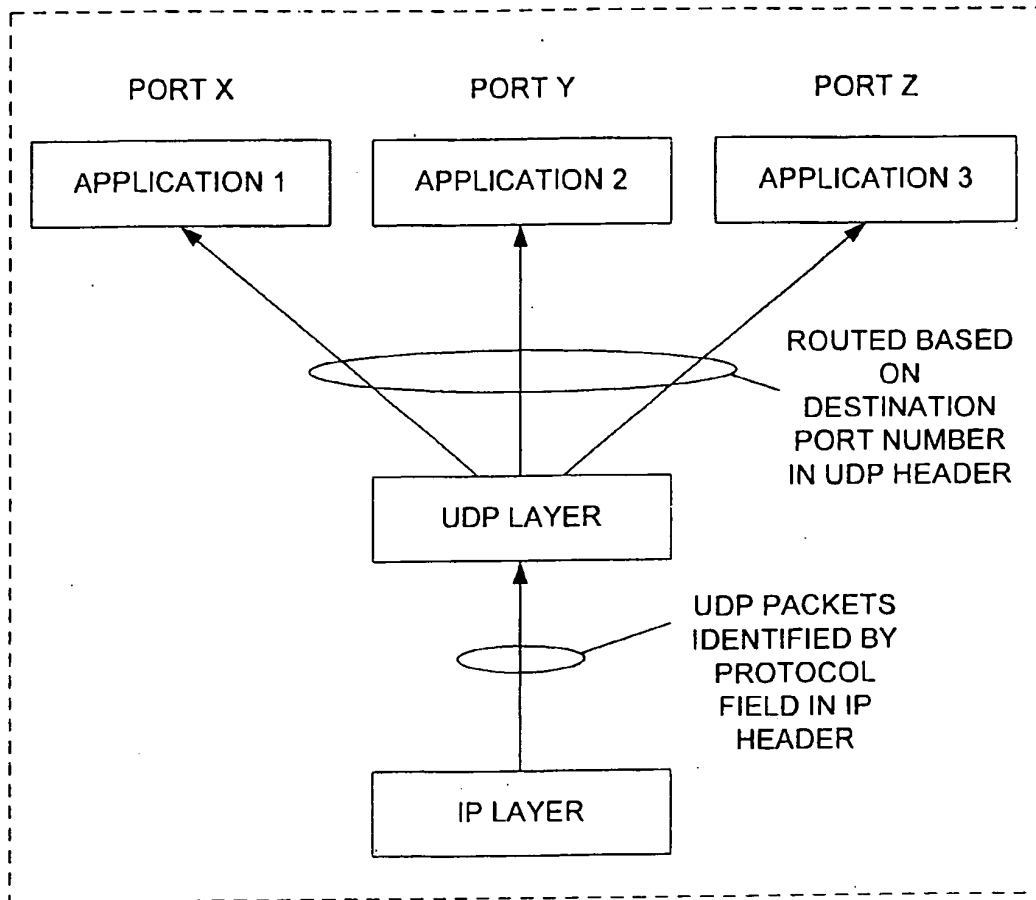 PORT X
PORT Y
PORT Z
APPLICATION 1
APPLICATION 2
APPLICATION 3
ROUTED BASED
ON
DESTINATION
PORT NUMBER
IN UDP HEADER
UDP LAYER
UDP PACKETS
IDENTIFIED BY
PROTOCOL
FIELD IN IP
HEADER
IP LAYER